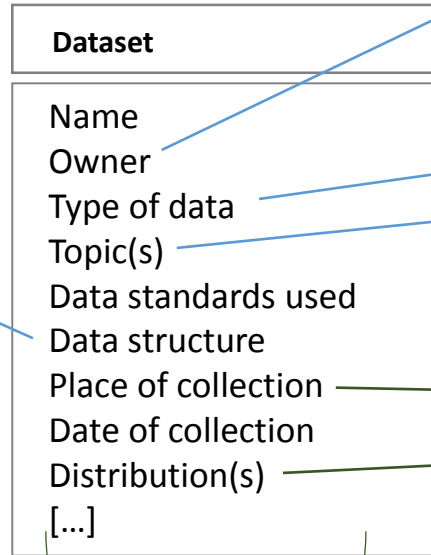 Dataset
Name
Owner
Type of data
Topic(s)
Data standards used
Data structure
Place of collection
Date of collection
Distribution(s)
[...]